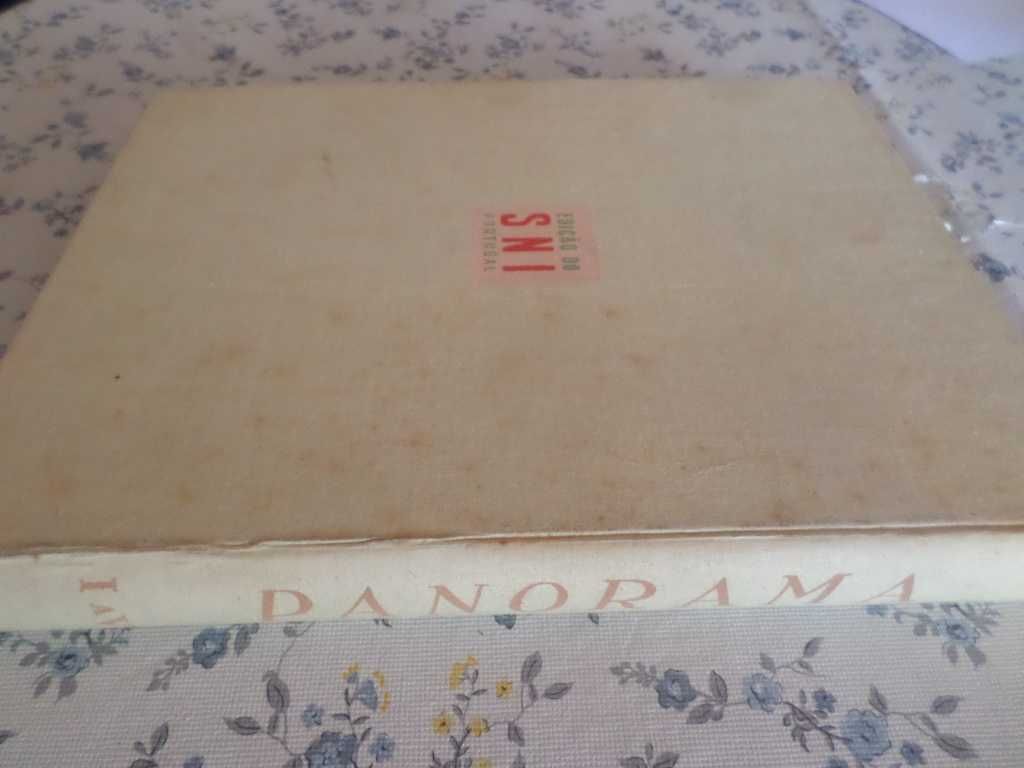 EDIÇÃO DO
SNI
PORTUGAL
PANORAMA
I